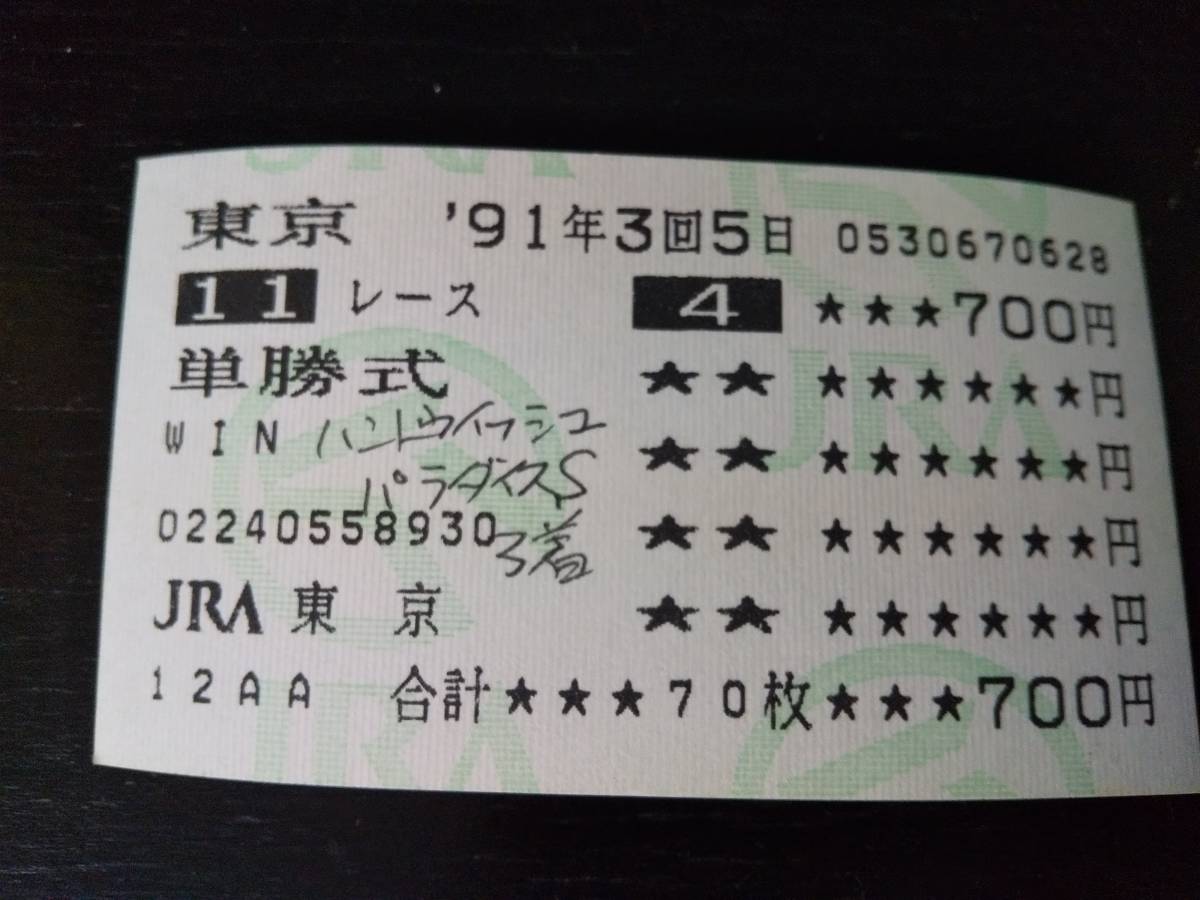 東京 '91年3回5日 0530670628
11 レース 4 ★★★700円
単勝式 ★★ ★★★★★★円
WIN ハンドウイッシュ ★★ ★★★★★★円
パラダイスS
02240558930 3着 ★★ ★★★★★★円
JRA 東京 ★★ ★★★★★★円
12AA 合計★★★70枚★★★700円